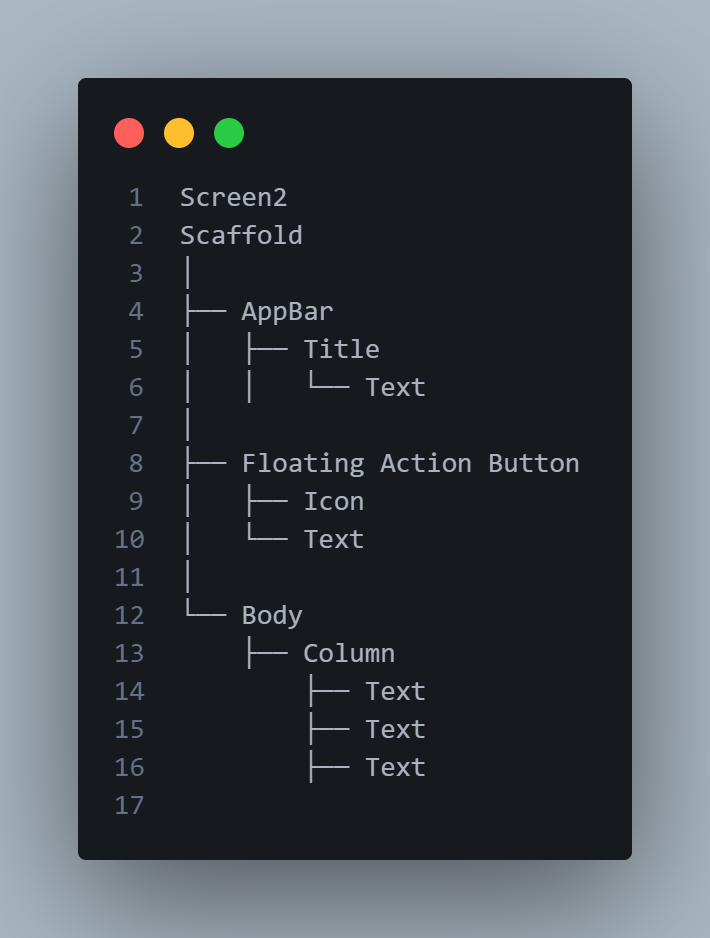 1 Screen2
2 Scaffold
3 │
4 ├── AppBar
5 │   ├── Title
6 │   │   └── Text
7 │
8 ├── Floating Action Button
9 │   ├── Icon
10 │   └── Text
11 │
12 └── Body
13     ├── Column
14         ├── Text
15         ├── Text
16         ├── Text
17